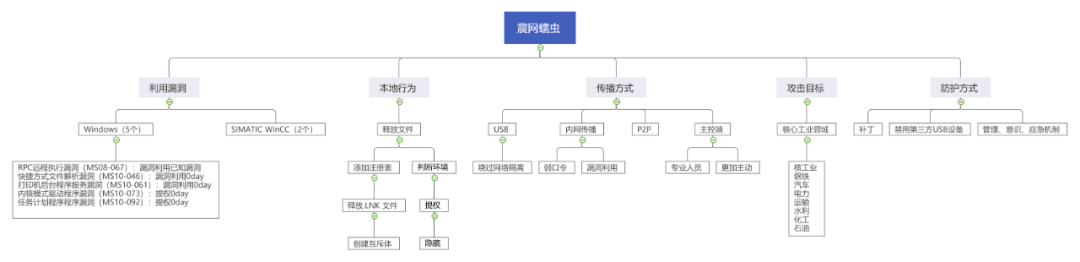 震网蠕虫
利用漏洞
本地行为
传播方式
攻击目标
防护方式
Windows（5个）
SIMATIC WinCC（2个）
释放文件
USB
内网传播
P2P
主控端
核心工业领域
补丁
禁用第三方USB设备
管理、意识、应急机制
RPC远程执行漏洞（MS08-067）：漏洞利用已知漏洞
快捷方式文件解析漏洞（MS10-046）：漏洞利用0day
打印机后台程序服务漏洞（MS10-061）：漏洞利用0day
内核模式驱动程序漏洞（MS10-073）：提权0day
任务计划程序程序漏洞（MS10-092）：提权0day
添加注册表
判断环境
绕过网络隔离
弱口令
漏洞利用
专业人员
更加主动
核工业
钢铁
汽车
电力
运输
水利
化工
石油
释放.LNK 文件
提权
创建互斥体
隐藏